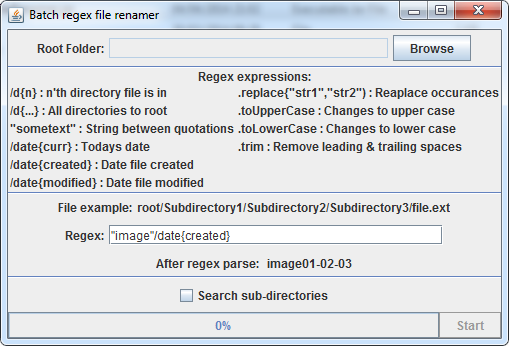 Batch regex file renamer
Root Folder: Browse
Regex expressions:
/d{n} : n'th directory file is in .replace{"str1","str2") : Reaplace occurances
/d{...} : All directories to root .toUpperCase : Changes to upper case
"sometext" : String between quotations .toLowerCase : Changes to lower case
/date{curr} : Todays date .trim : Remove leading & trailing spaces
/date{created} : Date file created
/date{modified} : Date file modified
File example: root/Subdirectory1/Subdirectory2/Subdirectory3/file.ext
Regex: "image"/date{created}
After regex parse: image01-02-03
Search sub-directories
0% Start